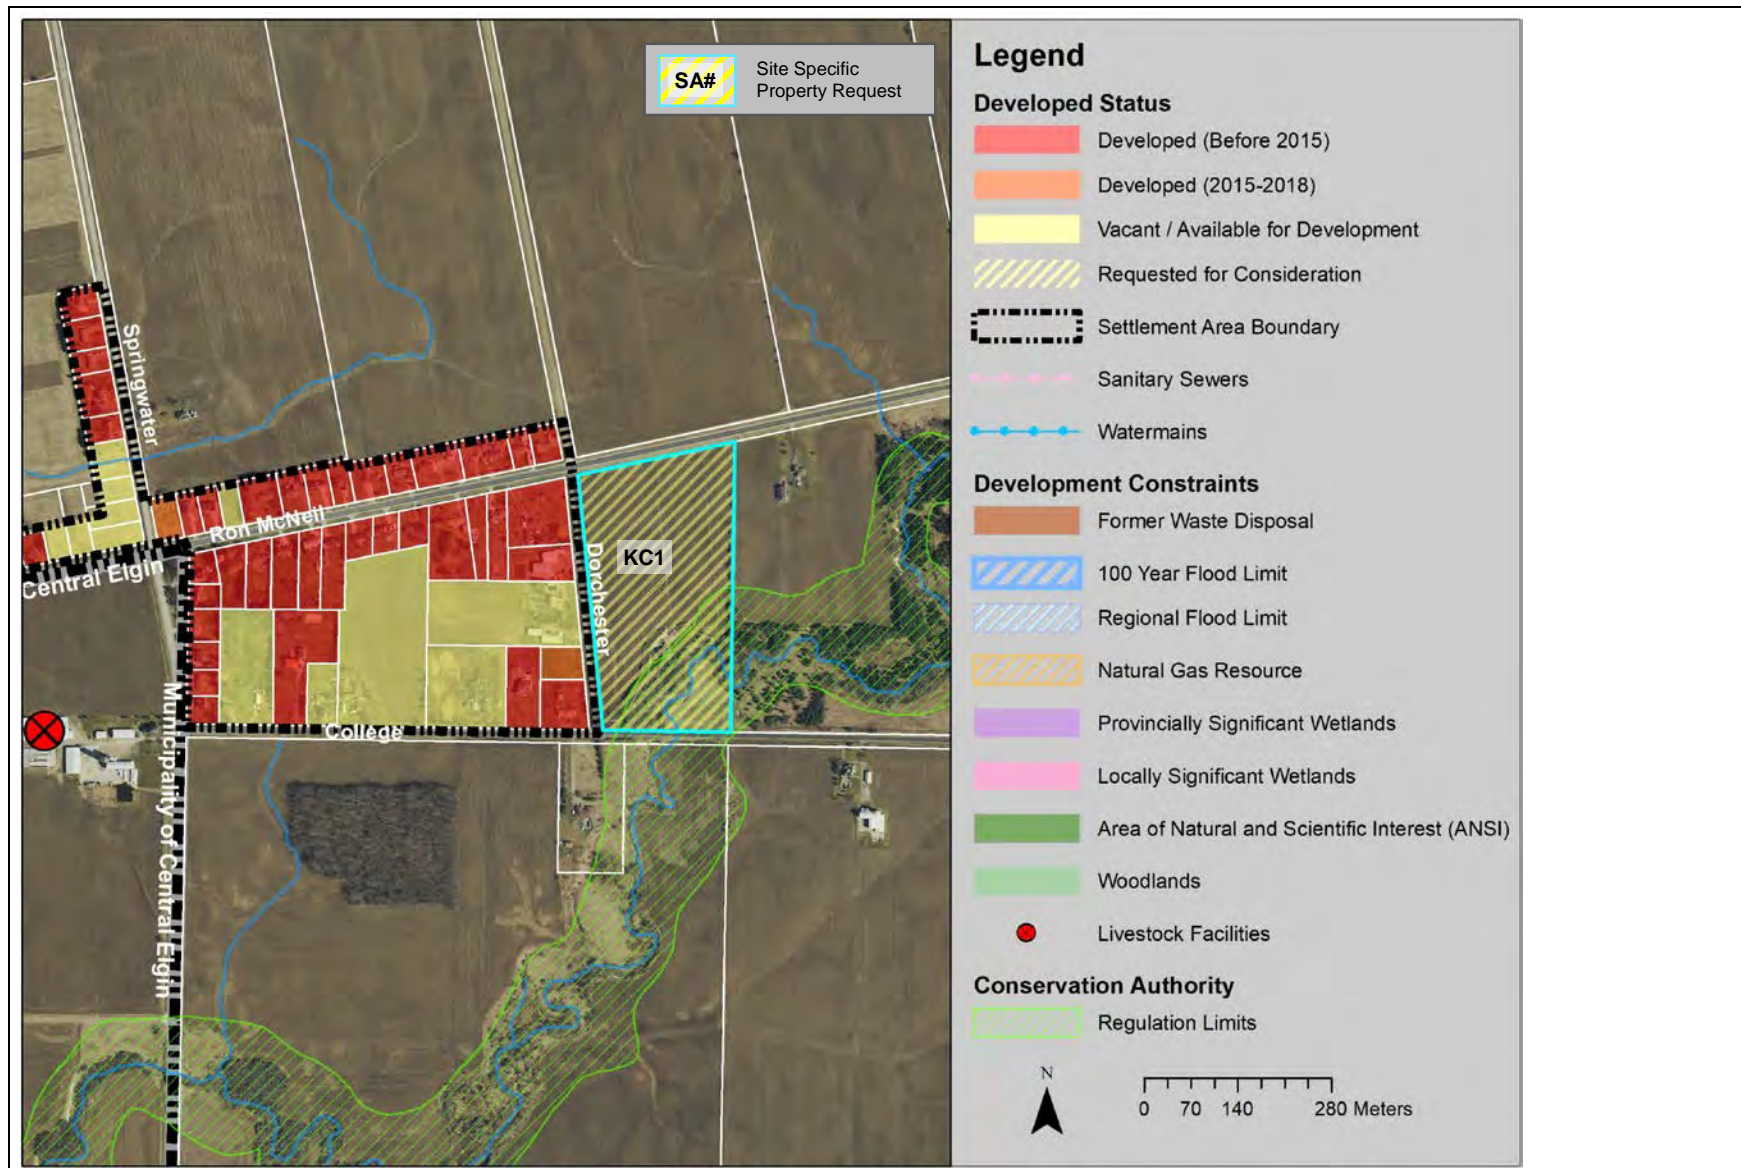 SA#
Site Specific
Property Request
Springwater
Ron McNeil
Central Elgin
KC1
Dorchester
College
Municipality of Central Elgin
Legend
Developed Status
Developed (Before 2015)
Developed (2015-2018)
Vacant / Available for Development
Requested for Consideration
Settlement Area Boundary
Sanitary Sewers
Watermains
Development Constraints
Former Waste Disposal
100 Year Flood Limit
Regional Flood Limit
Natural Gas Resource
Provincially Significant Wetlands
Locally Significant Wetlands
Area of Natural and Scientific Interest (ANSI)
Woodlands
Livestock Facilities
Conservation Authority
Regulation Limits
N
0 70 140 280 Meters